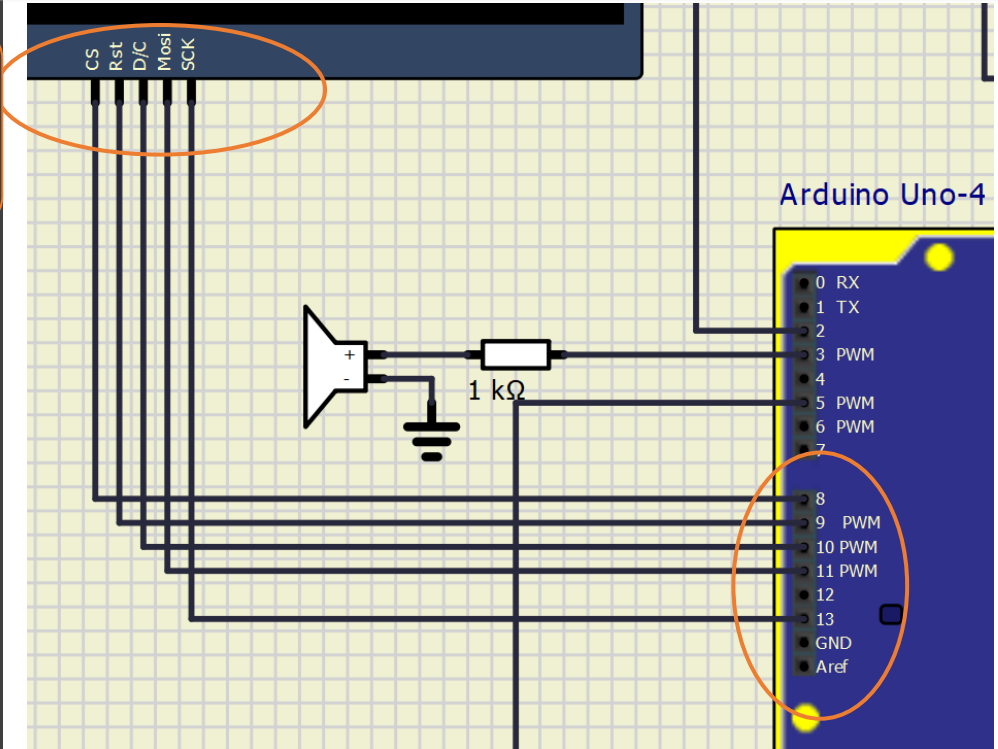 CS
Rst
D/C
Mosi
SCK
Arduino Uno-4
0 RX
1 TX
2
+
3 PWM
-
4
1 kΩ
5 PWM
6 PWM
7
8
9 PWM
10 PWM
11 PWM
12
13
GND
Aref